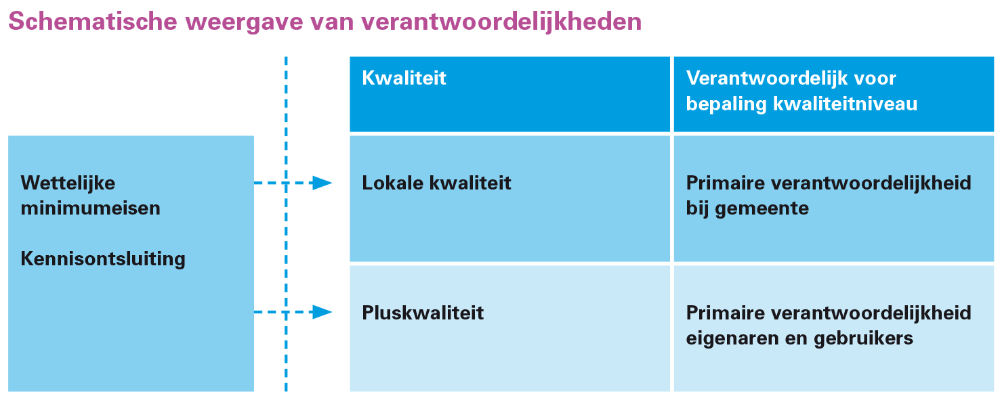 Schematische weergave van verantwoordelijkheden
Wettelijke
minimumeisen
Kennisontsluiting
Kwaliteit
Verantwoordelijk voor
bepaling kwaliteitniveau
Lokale kwaliteit
Primaire verantwoordelijkheid
bij gemeente
Pluskwaliteit
Primaire verantwoordelijkheid
eigenaren en gebruikers